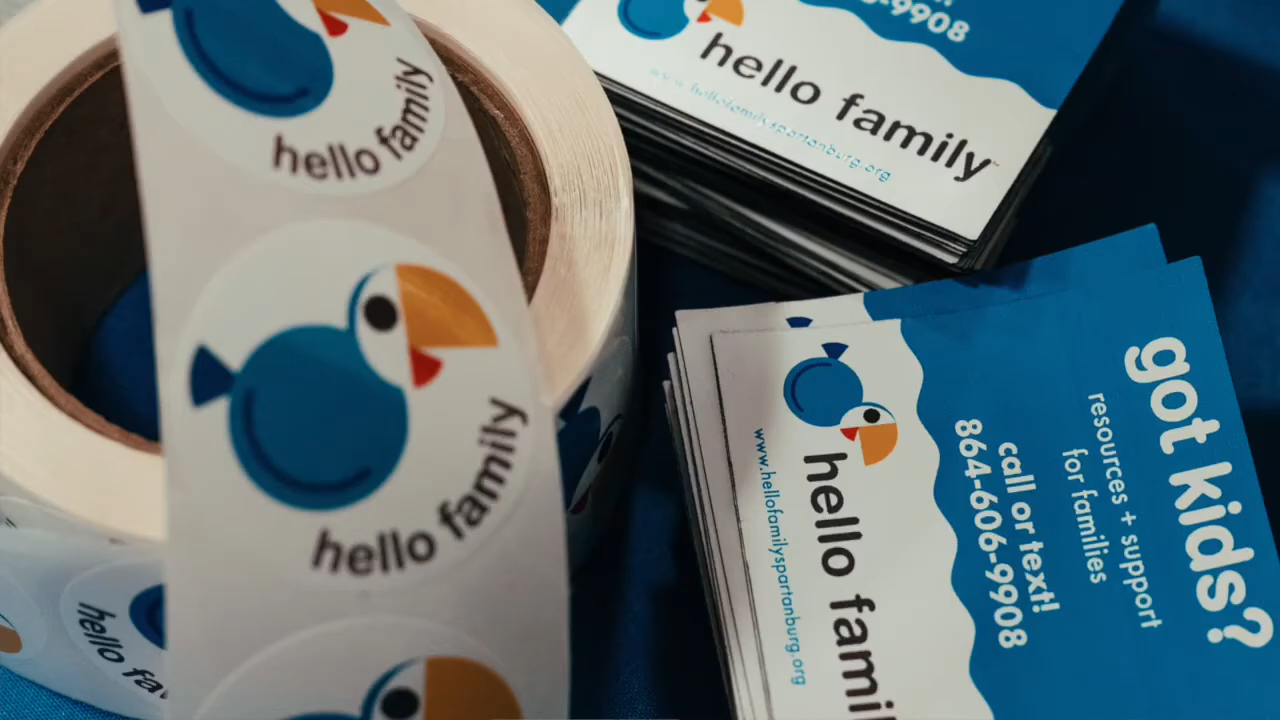 hello family
hello family
hello fa
9908
hello family
www.hellofamilyspartanburg.org
got kids?
resources + support
for families
call or text!
864-606-9908
hello famil
www.hellofamilyspartanburg.org